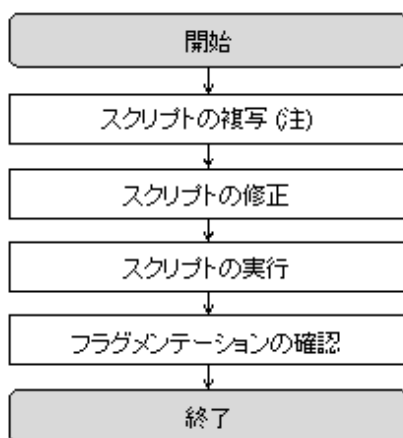 開始
スクリプトの複写 (注)
スクリプトの修正
スクリプトの実行
フラグメンテーションの確認
終了